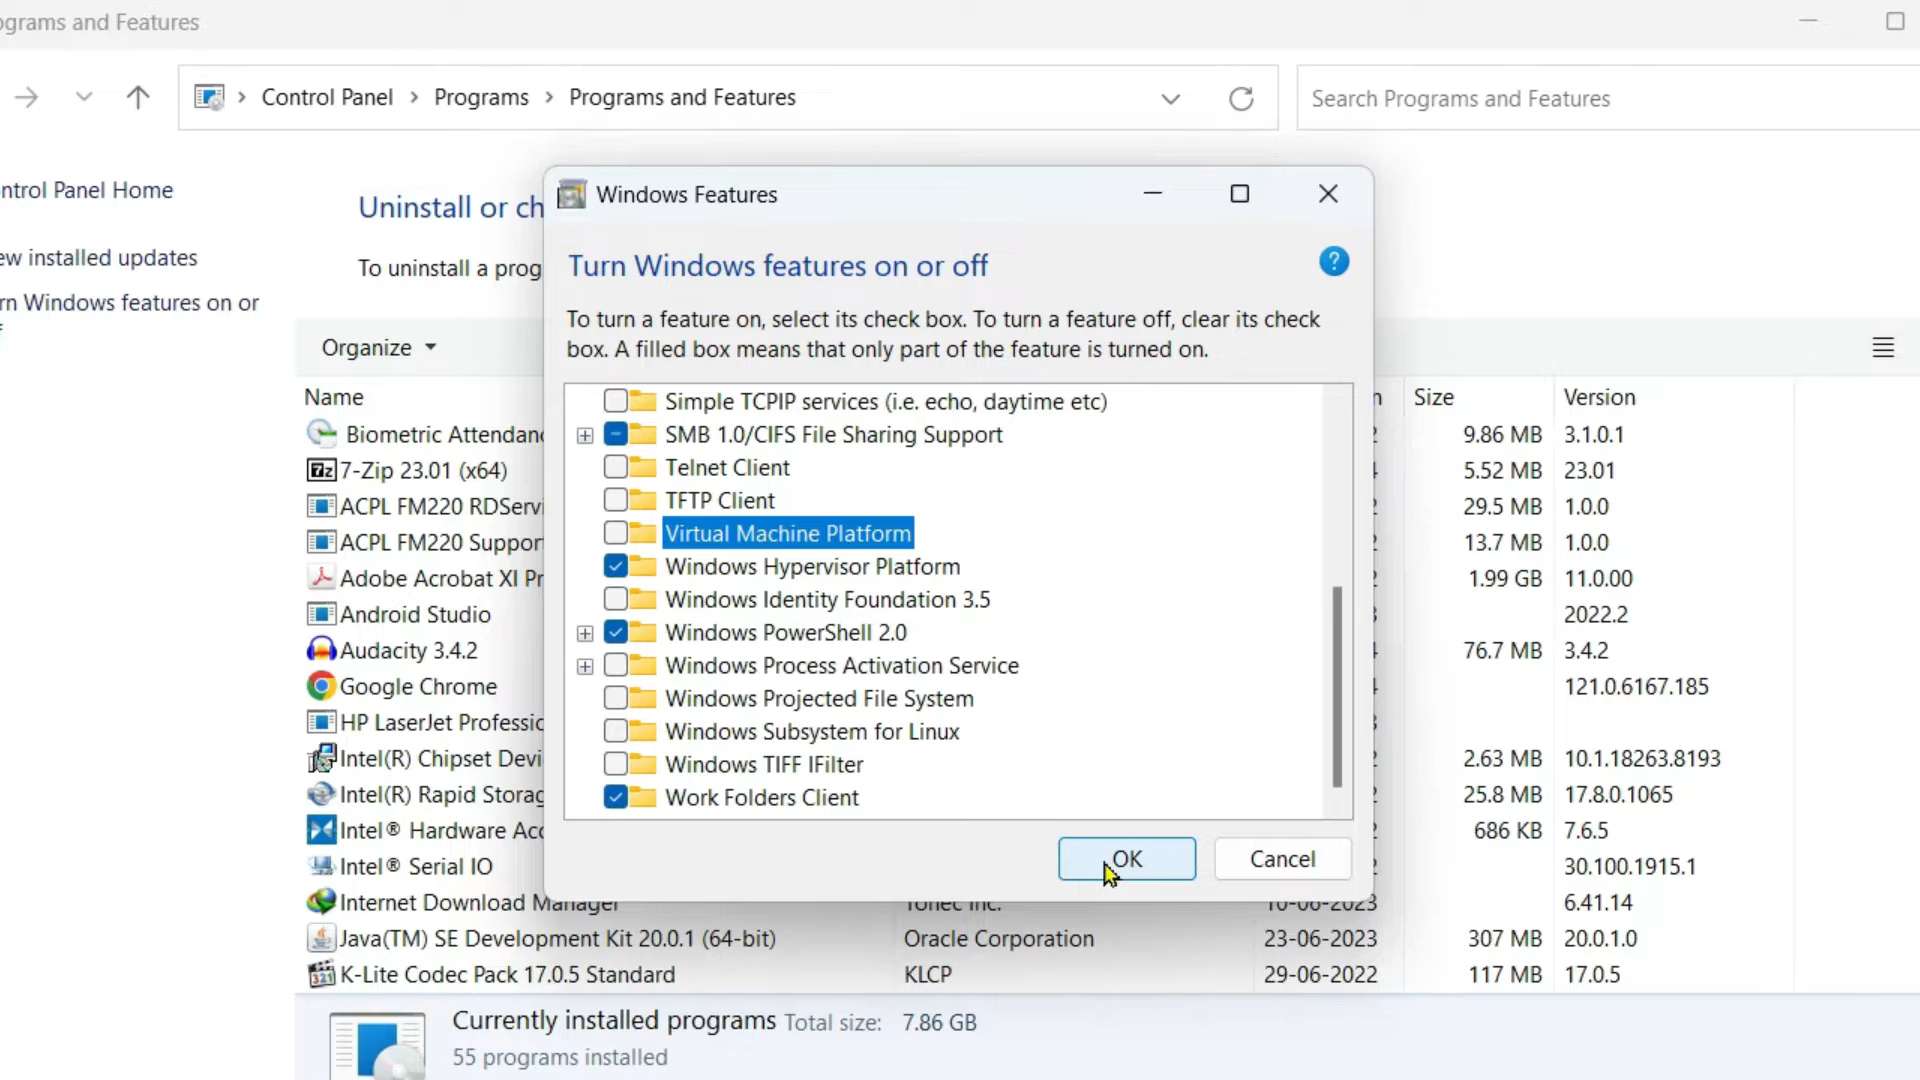 ograms and Features
Control Panel > Programs > Programs and Features
Search Programs and Features
ntrol Panel Home
ew installed updates
rn Windows features on or
Uninstall or ch
To uninstall a prog
Organize
Windows Features
Turn Windows features on or off
?
To turn a feature on, select its check box. To turn a feature off, clear its check
box. A filled box means that only part of the feature is turned on.
Simple TCPIP services (i.e. echo, daytime etc)
SMB 1.0/CIFS File Sharing Support
Telnet Client
TFTP Client
Virtual Machine Platform
Windows Hypervisor Platform
Windows Identity Foundation 3.5
Windows PowerShell 2.0
Windows Process Activation Service
Windows Projected File System
Windows Subsystem for Linux
Windows TIFF IFilter
Work Folders Client
OK
Cancel
Name Size Version
Biometric Attendanc 9.86 MB 3.1.0.1
7z 7-Zip 23.01 (x64) 5.52 MB 23.01
ACPL FM220 RDServi 29.5 MB 1.0.0
ACPL FM220 Support 13.7 MB 1.0.0
Adobe Acrobat XI Pr 1.99 GB 11.0.00
Android Studio 2022.2
Audacity 3.4.2 76.7 MB 3.4.2
Google Chrome 121.0.6167.185
HP LaserJet Professio
Intel(R) Chipset Devi 2.63 MB 10.1.18263.8193
Intel(R) Rapid Storag 25.8 MB 17.8.0.1065
Intel® Hardware Acc 686 KB 7.6.5
Intel® Serial IO 30.100.1915.1
Internet Download Manager Tonec Inc. 10-06-2023 6.41.14
Java(TM) SE Development Kit 20.0.1 (64-bit) Oracle Corporation 23-06-2023 307 MB 20.0.1.0
321 K-Lite Codec Pack 17.0.5 Standard KLCP 29-06-2022 117 MB 17.0.5
Currently installed programs Total size: 7.86 GB
55 programs installed